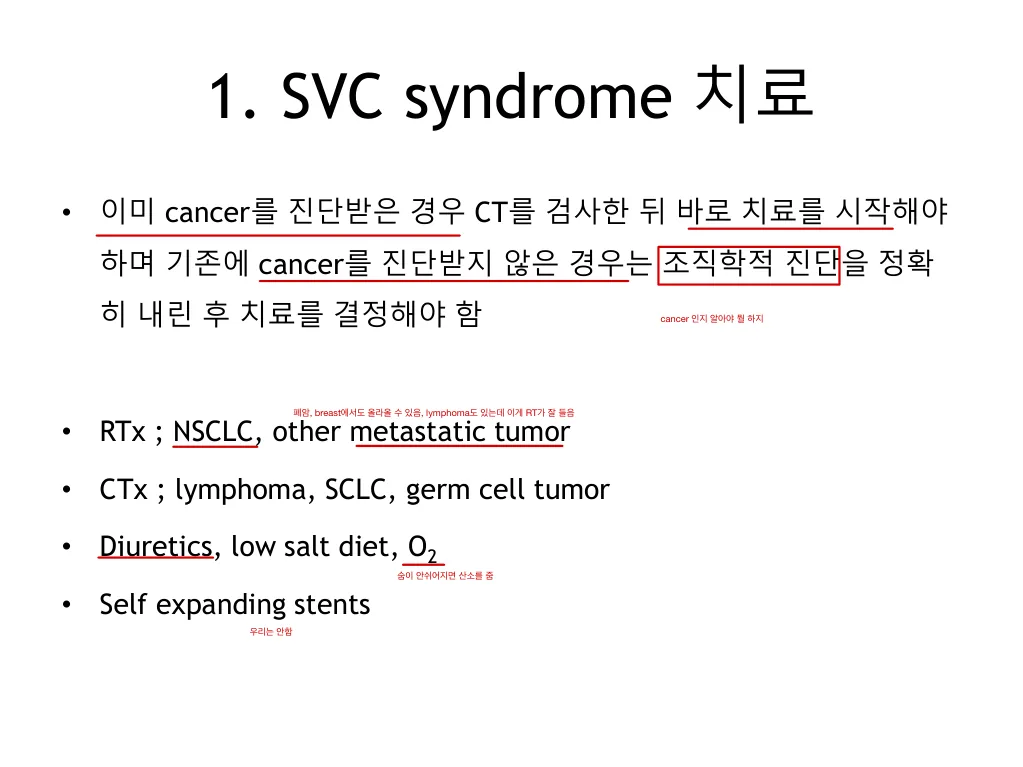 1. SVC syndrome 치료
• 이미 cancer를 진단받은 경우 CT를 검사한 뒤 바로 치료를 시작해야
하며 기존에 cancer를 진단받지 않은 경우는 조직학적 진단을 정확
히 내린 후 치료를 결정해야 함
cancer 인지 알아야 뭘 하지
폐암, breast에서도 올라올 수 있음, lymphoma도 있는데 이게 RT가 잘 들음
• RTx ; NSCLC, other metastatic tumor
• CTx ; lymphoma, SCLC, germ cell tumor
• Diuretics, low salt diet, O₂
숨이 안쉬어지면 산소를 줌
• Self expanding stents
우리는 안함